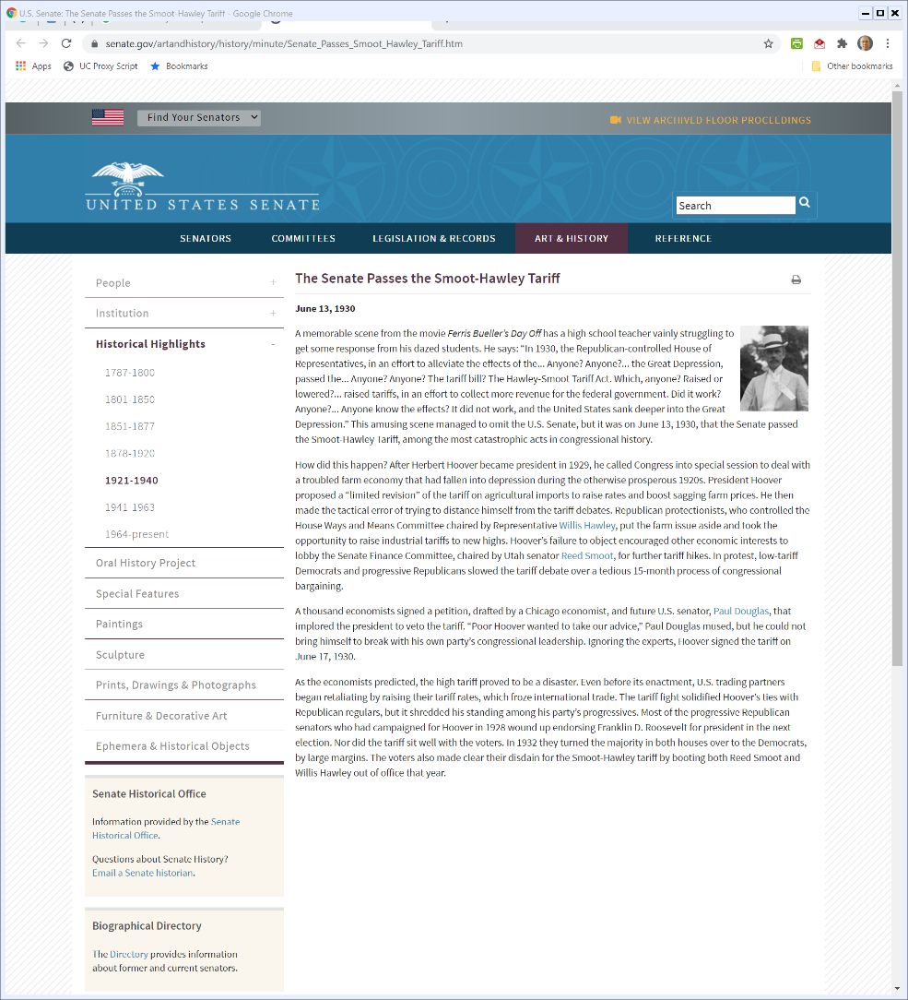 U.S. Senate: The Senate Passes the Smoot-Hawley Tariff - Google Chrome
senate.gov/artandhistory/history/minute/Senate_Passes_Smoot_Hawley_Tariff.htm
Apps UC Proxy Script Bookmarks Other bookmarks
Find Your Senators VIEW ARCHIVED FLOOR PROCEEDINGS
UNITED STATES SENATE
Search
SENATORS COMMITTEES LEGISLATION & RECORDS ART & HISTORY REFERENCE
People +
Institution +
Historical Highlights -
1787-1800
1801-1850
1851-1877
1878-1920
1921-1940
1941-1963
1964-present
Oral History Project
Special Features
Paintings
Sculpture
Prints, Drawings & Photographs
Furniture & Decorative Art
Ephemera & Historical Objects
Senate Historical Office
Information provided by the Senate
Historical Office.
Questions about Senate History?
Email a Senate historian.
Biographical Directory
The Directory provides information
about former and current senators.
The Senate Passes the Smoot-Hawley Tariff
June 13, 1930
A memorable scene from the movie Ferris Bueller's Day Off has a high school teacher vainly struggling to
get some response from his dazed students. He says: “In 1930, the Republican-controlled House of
Representatives, in an effort to alleviate the effects of the... Anyone? Anyone?... the Great Depression,
passed the... Anyone? Anyone? The tariff bill? The Hawley-Smoot Tariff Act. Which, anyone? Raised or
lowered?... raised tariffs, in an effort to collect more revenue for the federal government. Did it work?
Anyone?... Anyone know the effects? It did not work, and the United States sank deeper into the Great
Depression.” This amusing scene managed to omit the U.S. Senate, but it was on June 13, 1930, that the Senate passed
the Smoot-Hawley Tariff, among the most catastrophic acts in congressional history.
How did this happen? After Herbert Hoover became president in 1929, he called Congress into special session to deal with
a troubled farm economy that had fallen into depression during the otherwise prosperous 1920s. President Hoover
proposed a “limited revision” of the tariff on agricultural imports to raise rates and boost sagging farm prices. He then
made the tactical error of trying to distance himself from the tariff debates. Republican protectionists, who controlled the
House Ways and Means Committee chaired by Representative Willis Hawley, put the farm issue aside and took the
opportunity to raise industrial tariffs to new highs. Hoover's failure to object encouraged other economic interests to
lobby the Senate Finance Committee, chaired by Utah senator Reed Smoot, for further tariff hikes. In protest, low-tariff
Democrats and progressive Republicans slowed the tariff debate over a tedious 15-month process of congressional
bargaining.
A thousand economists signed a petition, drafted by a Chicago economist, and future U.S. senator, Paul Douglas, that
implored the president to veto the tariff. “Poor Hoover wanted to take our advice,” Paul Douglas mused, but he could not
bring himself to break with his own party's congressional leadership. Ignoring the experts, Hoover signed the tariff on
June 17, 1930.
As the economists predicted, the high tariff proved to be a disaster. Even before its enactment, U.S. trading partners
began retaliating by raising their tariff rates, which froze international trade. The tariff fight solidified Hoover's ties with
Republican regulars, but it shredded his standing among his party's progressives. Most of the progressive Republican
senators who had campaigned for Hoover in 1928 wound up endorsing Franklin D. Roosevelt for president in the next
election. Nor did the tariff sit well with the voters. In 1932 they turned the majority in both houses over to the Democrats,
by large margins. The voters also made clear their disdain for the Smoot-Hawley tariff by booting both Reed Smoot and
Willis Hawley out of office that year.